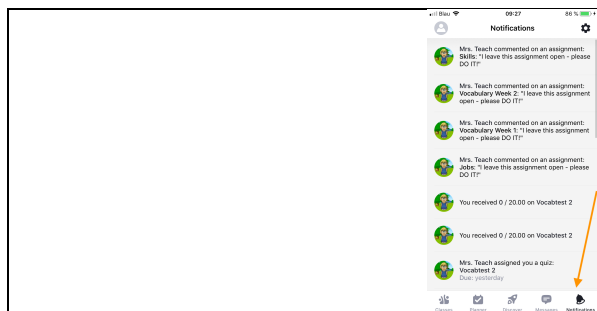 Blau 09:27 86 %
Notifications
Mrs. Teach commented on an assignment:
Skills: "I leave this assignment open - please
DO IT!"
Mrs. Teach commented on an assignment:
Vocabulary Week 2: "I leave this assignment
open - please DO IT!"
Mrs. Teach commented on an assignment:
Vocabulary Week 1: "I leave this assignment
open - please DO IT!"
Mrs. Teach commented on an assignment:
Jobs: "I leave this assignment open - please
DO IT!"
You received 0 / 20.00 on Vocabtest 2
You received 0 / 20.00 on Vocabtest 2
Mrs. Teach assigned you a quiz:
Vocabtest 2
Due: yesterday
Classes Planner Discover Messages Notifications